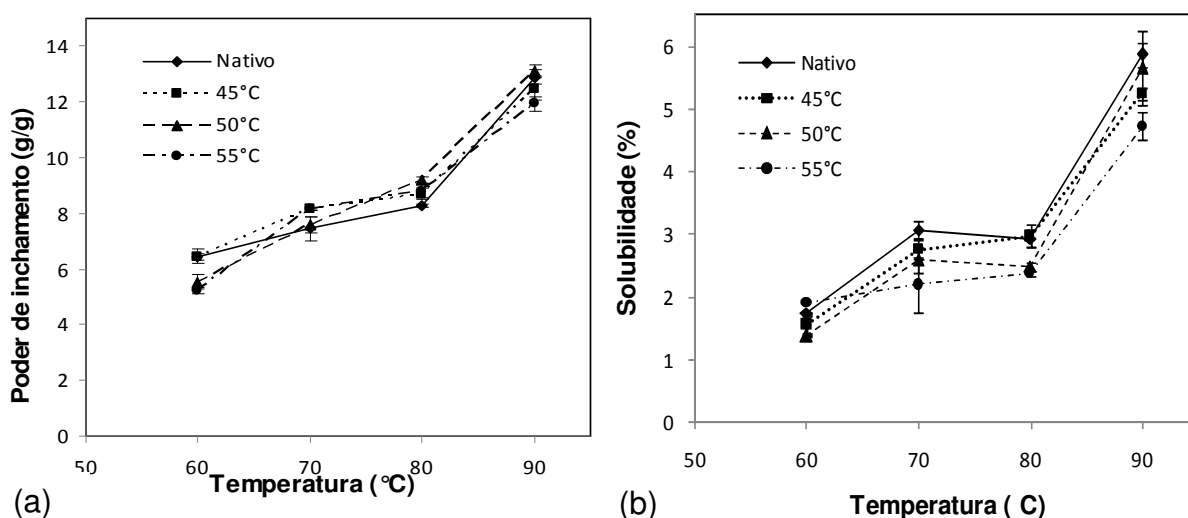 14
12
10
8
6
4
2
0
Poder de inchamento (g/g)
Nativo
45°C
50°C
55°C
50
60
70
80
90
Temperatura (°C)
(a)
6
5
4
3
2
1
0
Solubilidade (%)
Nativo
45°C
50°C
55°C
50
60
70
80
90
Temperatura ( C)
(b)